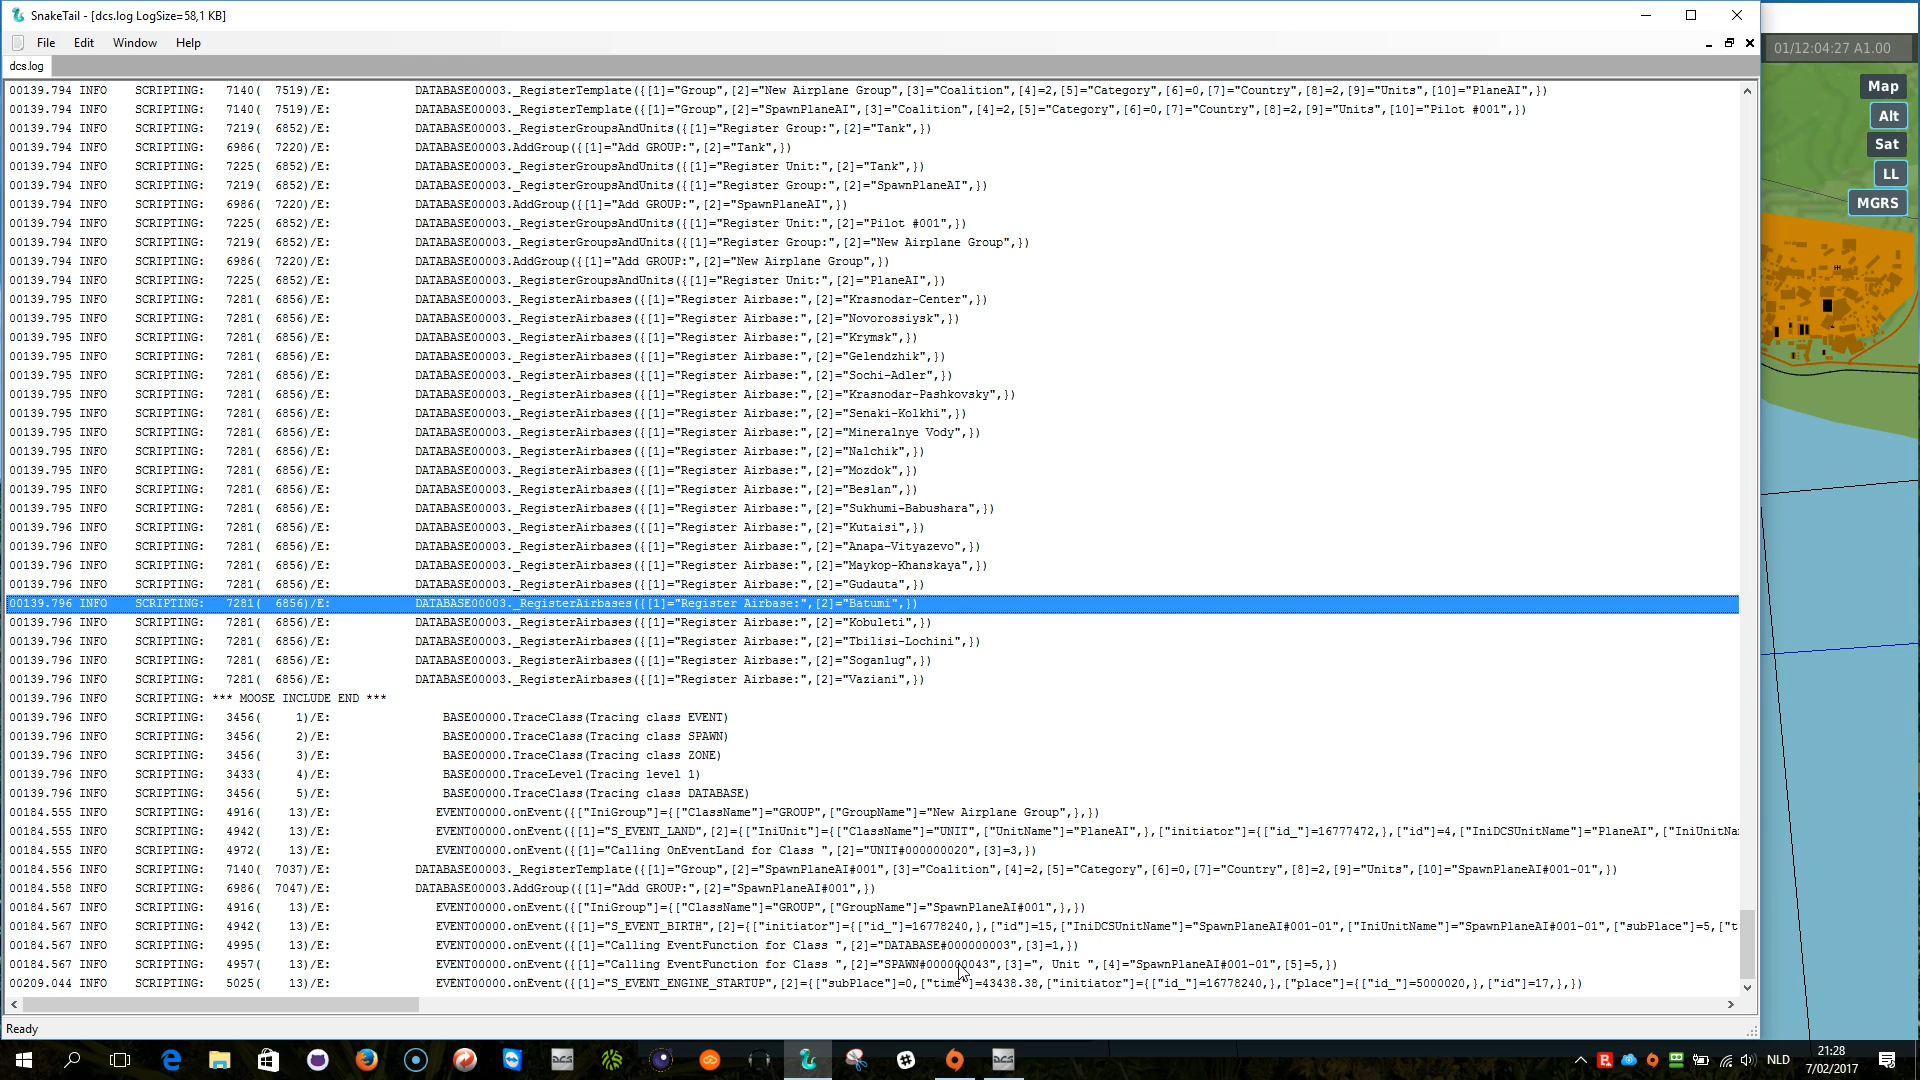 SnakeTail - [dcs.log LogSize=58,1 KB]
File Edit Window Help
dcs.log
00139.794 INFO SCRIPTING: 7140( 7519)/E: DATABASE00003._RegisterTemplate({[1]="Group",[2]="New Airplane Group",[3]="Coalition",[4]=2,[5]="Category",[6]=0,[7]="Country",[8]=2,[9]="Units",[10]="PlaneAI",})
00139.794 INFO SCRIPTING: 7140( 7519)/E: DATABASE00003._RegisterTemplate({[1]="Group",[2]="SpawnPlaneAI",[3]="Coalition",[4]=2,[5]="Category",[6]=0,[7]="Country",[8]=2,[9]="Units",[10]="Pilot #001",})
00139.794 INFO SCRIPTING: 7219( 6852)/E: DATABASE00003._RegisterGroupsAndUnits({[1]="Register Group:",[2]="Tank",})
00139.794 INFO SCRIPTING: 6986( 7220)/E: DATABASE00003.AddGroup({[1]="Add GROUP:",[2]="Tank",})
00139.794 INFO SCRIPTING: 7225( 6852)/E: DATABASE00003._RegisterGroupsAndUnits({[1]="Register Unit:",[2]="Tank",})
00139.794 INFO SCRIPTING: 7219( 6852)/E: DATABASE00003._RegisterGroupsAndUnits({[1]="Register Group:",[2]="SpawnPlaneAI",})
00139.794 INFO SCRIPTING: 6986( 7220)/E: DATABASE00003.AddGroup({[1]="Add GROUP:",[2]="SpawnPlaneAI",})
00139.794 INFO SCRIPTING: 7225( 6852)/E: DATABASE00003._RegisterGroupsAndUnits({[1]="Register Unit:",[2]="Pilot #001",})
00139.794 INFO SCRIPTING: 7219( 6852)/E: DATABASE00003._RegisterGroupsAndUnits({[1]="Register Group:",[2]="New Airplane Group",})
00139.794 INFO SCRIPTING: 6986( 7220)/E: DATABASE00003.AddGroup({[1]="Add GROUP:",[2]="New Airplane Group",})
00139.794 INFO SCRIPTING: 7225( 6852)/E: DATABASE00003._RegisterGroupsAndUnits({[1]="Register Unit:",[2]="PlaneAI",})
00139.795 INFO SCRIPTING: 7281( 6856)/E: DATABASE00003._RegisterAirbases({[1]="Register Airbase:",[2]="Krasnodar-Center",})
00139.795 INFO SCRIPTING: 7281( 6856)/E: DATABASE00003._RegisterAirbases({[1]="Register Airbase:",[2]="Novorossiysk",})
00139.795 INFO SCRIPTING: 7281( 6856)/E: DATABASE00003._RegisterAirbases({[1]="Register Airbase:",[2]="Krymsk",})
00139.795 INFO SCRIPTING: 7281( 6856)/E: DATABASE00003._RegisterAirbases({[1]="Register Airbase:",[2]="Gelendzhik",})
00139.795 INFO SCRIPTING: 7281( 6856)/E: DATABASE00003._RegisterAirbases({[1]="Register Airbase:",[2]="Sochi-Adler",})
00139.795 INFO SCRIPTING: 7281( 6856)/E: DATABASE00003._RegisterAirbases({[1]="Register Airbase:",[2]="Krasnodar-Pashkovsky",})
00139.795 INFO SCRIPTING: 7281( 6856)/E: DATABASE00003._RegisterAirbases({[1]="Register Airbase:",[2]="Senaki-Kolkhi",})
00139.795 INFO SCRIPTING: 7281( 6856)/E: DATABASE00003._RegisterAirbases({[1]="Register Airbase:",[2]="Mineralnye Vody",})
00139.795 INFO SCRIPTING: 7281( 6856)/E: DATABASE00003._RegisterAirbases({[1]="Register Airbase:",[2]="Nalchik",})
00139.795 INFO SCRIPTING: 7281( 6856)/E: DATABASE00003._RegisterAirbases({[1]="Register Airbase:",[2]="Mozdok",})
00139.795 INFO SCRIPTING: 7281( 6856)/E: DATABASE00003._RegisterAirbases({[1]="Register Airbase:",[2]="Beslan",})
00139.795 INFO SCRIPTING: 7281( 6856)/E: DATABASE00003._RegisterAirbases({[1]="Register Airbase:",[2]="Sukhumi-Babushara",})
00139.796 INFO SCRIPTING: 7281( 6856)/E: DATABASE00003._RegisterAirbases({[1]="Register Airbase:",[2]="Kutaisi",})
00139.796 INFO SCRIPTING: 7281( 6856)/E: DATABASE00003._RegisterAirbases({[1]="Register Airbase:",[2]="Anapa-Vityazevo",})
00139.796 INFO SCRIPTING: 7281( 6856)/E: DATABASE00003._RegisterAirbases({[1]="Register Airbase:",[2]="Maykop-Khanskaya",})
00139.796 INFO SCRIPTING: 7281( 6856)/E: DATABASE00003._RegisterAirbases({[1]="Register Airbase:",[2]="Gudauta",})
00139.796 INFO SCRIPTING: 7281( 6856)/E: DATABASE00003._RegisterAirbases({[1]="Register Airbase:",[2]="Batumi",})
00139.796 INFO SCRIPTING: 7281( 6856)/E: DATABASE00003._RegisterAirbases({[1]="Register Airbase:",[2]="Kobuleti",})
00139.796 INFO SCRIPTING: 7281( 6856)/E: DATABASE00003._RegisterAirbases({[1]="Register Airbase:",[2]="Tbilisi-Lochini",})
00139.796 INFO SCRIPTING: 7281( 6856)/E: DATABASE00003._RegisterAirbases({[1]="Register Airbase:",[2]="Soganlug",})
00139.796 INFO SCRIPTING: 7281( 6856)/E: DATABASE00003._RegisterAirbases({[1]="Register Airbase:",[2]="Vaziani",})
00139.796 INFO SCRIPTING: *** MOOSE INCLUDE END ***
00139.796 INFO SCRIPTING: 3456( 1)/E: BASE00000.TraceClass(Tracing class EVENT)
00139.796 INFO SCRIPTING: 3456( 2)/E: BASE00000.TraceClass(Tracing class SPAWN)
00139.796 INFO SCRIPTING: 3456( 3)/E: BASE00000.TraceClass(Tracing class ZONE)
00139.796 INFO SCRIPTING: 3433( 4)/E: BASE00000.TraceLevel(Tracing level 1)
00139.796 INFO SCRIPTING: 3456( 5)/E: BASE00000.TraceClass(Tracing class DATABASE)
00184.555 INFO SCRIPTING: 4916( 13)/E: EVENT00000.onEvent({["IniGroup"]={["ClassName"]="GROUP",["GroupName"]="New Airplane Group",},})
00184.555 INFO SCRIPTING: 4942( 13)/E: EVENT00000.onEvent({[1]="S_EVENT_LAND",[2]={["IniUnit"]={["ClassName"]="UNIT",["UnitName"]="PlaneAI",},["initiator"]={["id_"]=16777472,},["id"]=4,["IniDCSUnitName"]="PlaneAI",["IniUnitNa
00184.555 INFO SCRIPTING: 4972( 13)/E: EVENT00000.onEvent({[1]="Calling OnEventLand for Class ",[2]="UNIT#000000020",[3]=3,})
00184.556 INFO SCRIPTING: 7140( 7037)/E: DATABASE00003._RegisterTemplate({[1]="Group",[2]="SpawnPlaneAI#001",[3]="Coalition",[4]=2,[5]="Category",[6]=0,[7]="Country",[8]=2,[9]="Units",[10]="SpawnPlaneAI#001-01",})
00184.558 INFO SCRIPTING: 6986( 7047)/E: DATABASE00003.AddGroup({[1]="Add GROUP:",[2]="SpawnPlaneAI#001",})
00184.567 INFO SCRIPTING: 4916( 13)/E: EVENT00000.onEvent({["IniGroup"]={["ClassName"]="GROUP",["GroupName"]="SpawnPlaneAI#001",},})
00184.567 INFO SCRIPTING: 4942( 13)/E: EVENT00000.onEvent({[1]="S_EVENT_BIRTH",[2]={["initiator"]={["id_"]=16778240,},["id"]=15,["IniDCSUnitName"]="SpawnPlaneAI#001-01",["IniUnitName"]="SpawnPlaneAI#001-01",["subPlace"]=5,["t
00184.567 INFO SCRIPTING: 4995( 13)/E: EVENT00000.onEvent({[1]="Calling EventFunction for Class ",[2]="DATABASE#000000003",[3]=1,})
00184.567 INFO SCRIPTING: 4957( 13)/E: EVENT00000.onEvent({[1]="Calling EventFunction for Class ",[2]="SPAWN#000000043",[3]=", Unit ",[4]="SpawnPlaneAI#001-01",[5]=5,})
00209.044 INFO SCRIPTING: 5025( 13)/E: EVENT00000.onEvent({[1]="S_EVENT_ENGINE_STARTUP",[2]={["subPlace"]=0,["time"]=43438.38,["initiator"]={["id_"]=16778240,},["place"]={["id_"]=5000020,},["id"]=17,},})
Ready
01/12:04:27 A1.00
Map
Alt
Sat
LL
MGRS
DCS
DCS
NLD
21:28
7/02/2017